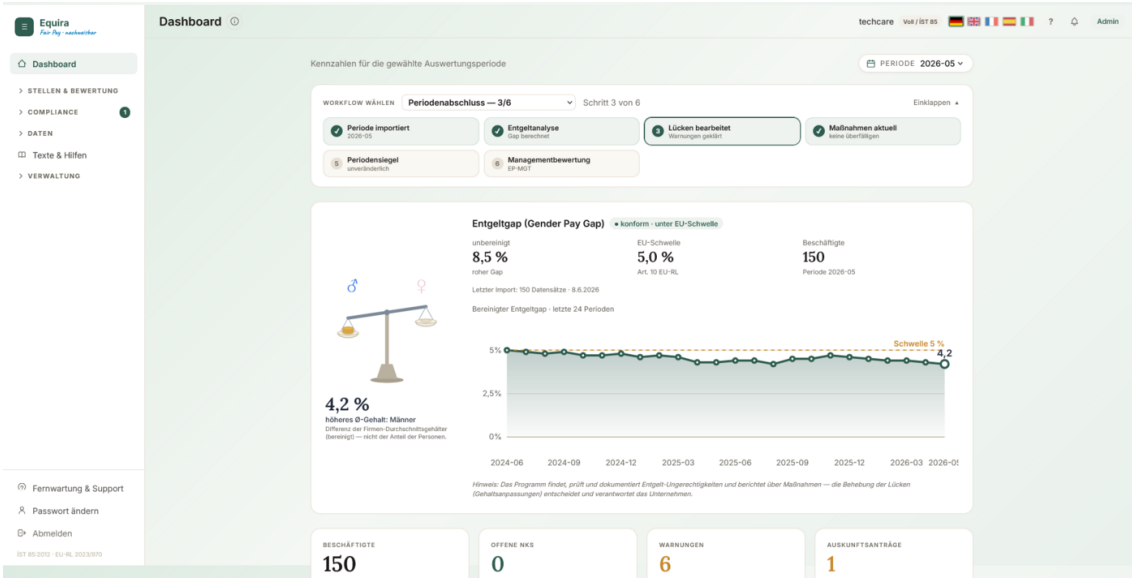 Equira
Fair Pay · nachweisbar
Dashboard
techcare
Voll / IST 85
?
Admin
Dashboard
STELLEN & BEWERTUNG
COMPLIANCE
1
DATEN
Texte & Hilfen
VERWALTUNG
Kennzahlen für die gewählte Auswertungsperiode
PERIODE 2026-05
WORKFLOW WÄHLEN
Periodenabschluss — 3/6
Schritt 3 von 6
Einklappen
Periode importiert
2026-05
Entgeltanalyse
Gap berechnet
3
Lücken bearbeitet
Warnungen geklärt
Maßnahmen aktuell
keine überfälligen
5
Periodensiegel
unveränderlich
6
Managementbewertung
EP-MGT
Entgeltgap (Gender Pay Gap)
• konform · unter EU-Schwelle
unbereinigt
8,5 %
roher Gap
EU-Schwelle
5,0 %
Art. 10 EU-RL
Beschäftigte
150
Periode 2026-05
Letzter Import: 150 Datensätze · 8.6.2026
Bereinigter Entgeltgap · letzte 24 Perioden
♂
♀
4,2 %
höheres Ø-Gehalt: Männer
Differenz der Firmen-Durchschnittsgehälter
(bereinigt) — nicht der Anteil der Personen.
Schwelle 5 %
4,2
5%
2,5%
0%
2024-06 2024-09 2024-12 2025-03 2025-06 2025-09 2025-12 2026-03 2026-05
Hinweis: Das Programm findet, prüft und dokumentiert Entgelt-Ungerechtigkeiten und berichtet über Maßnahmen — die Behebung der Lücken
(Gehaltsanpassungen) entscheidet und verantwortet das Unternehmen.
Fernwartung & Support
Passwort ändern
Abmelden
IST 85:2012 · EU-RL 2023/970
BESCHÄFTIGTE
150
OFFENE NKS
0
WARNUNGEN
6
AUSKUNFTSANTRÄGE
1